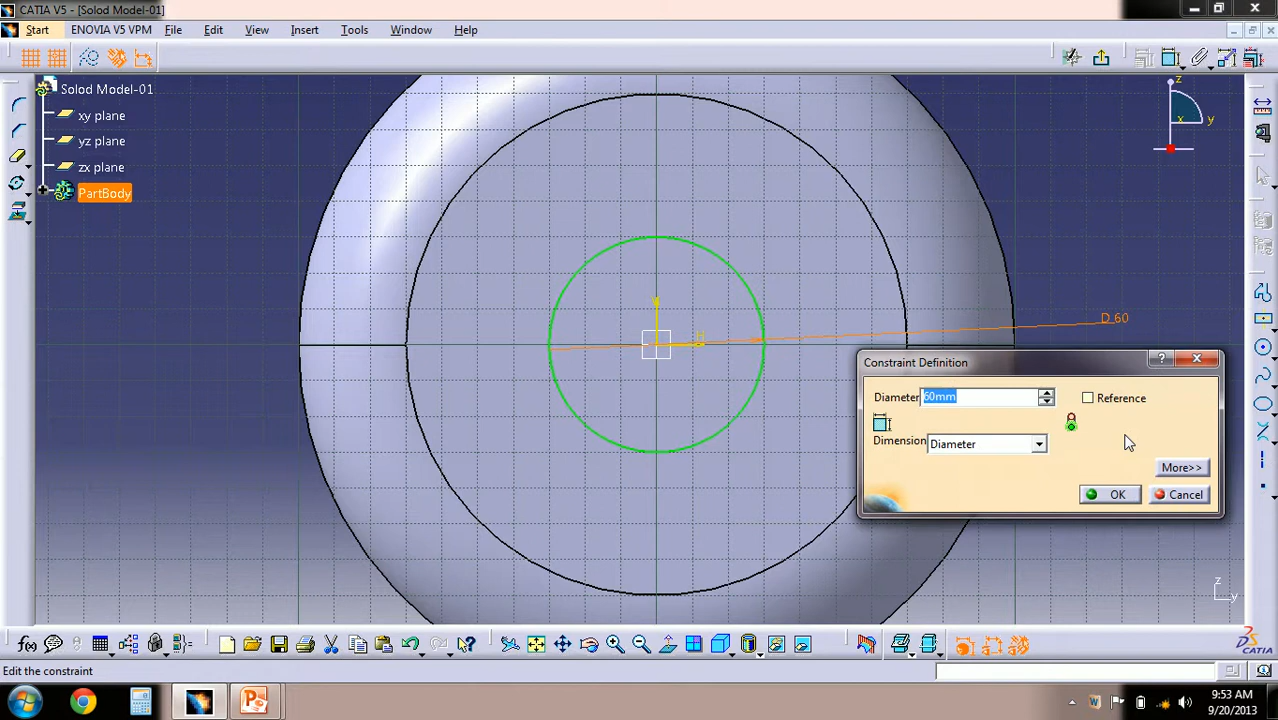 CATIA V5 - [Solod Model-01]
Start ENOVIA V5 VPM File Edit View Insert Tools Window Help
Solod Model-01
xy plane
yz plane
zx plane
PartBody
z
x y
D 60
Constraint Definition
Diameter 60mm Reference
Dimension Diameter
More>>
OK Cancel
z
y
f(x)
CATIA
Edit the constraint
9:53 AM
9/20/2013